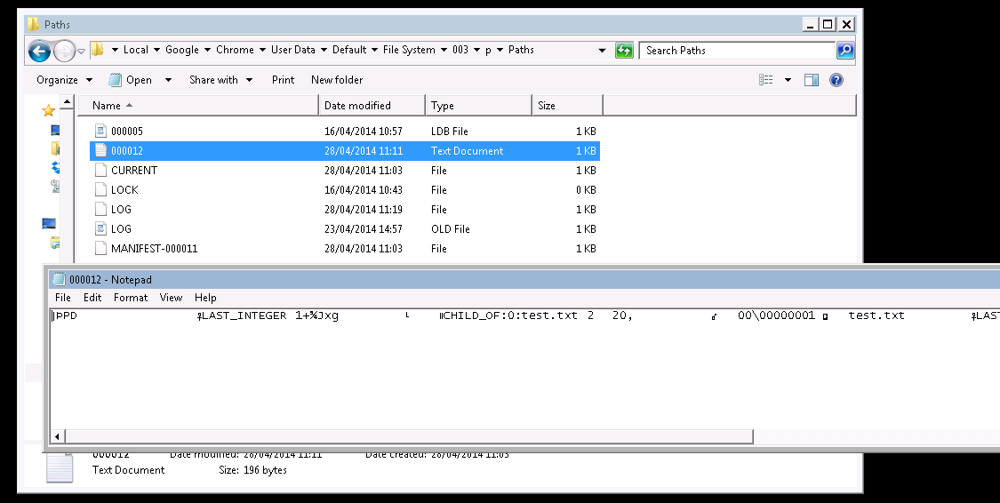 Paths
Local Google Chrome User Data Default File System 003 p Paths Search Paths
Organize Open Share with Print New folder
Name Date modified Type Size
000005 16/04/2014 10:57 LDB File 1 KB
000012 28/04/2014 11:11 Text Document 1 KB
CURRENT 28/04/2014 11:03 File 1 KB
LOCK 16/04/2014 10:43 File 0 KB
LOG 28/04/2014 11:19 File 1 KB
LOG 23/04/2014 14:57 OLD File 1 KB
MANIFEST-000011 28/04/2014 11:03 File 1 KB
000012 - Notepad
File Edit Format View Help
ÞPD LAST_INTEGER 1+%Jxg CHILD_OF:0:test.txt 2 20, 00\00000001 test.txt LAST
000012 Date modified: 28/04/2014 11:11 Date created: 28/04/2014 11:03
Text Document Size: 196 bytes